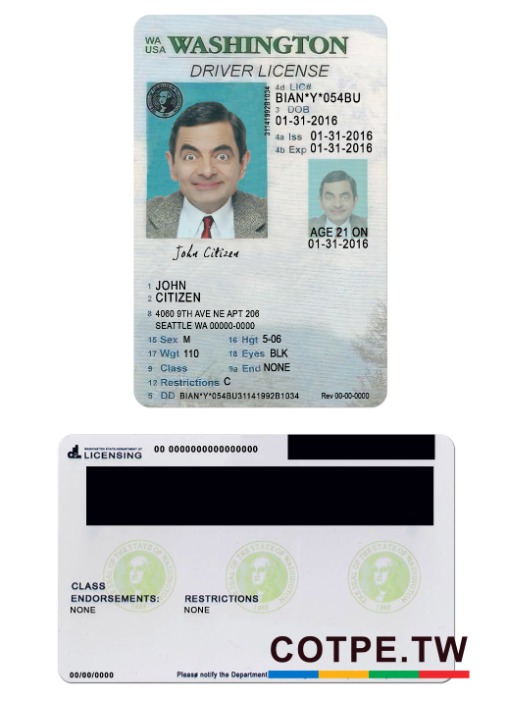 WA
USA WASHINGTON
DRIVER LICENSE
4d LIC#
BIAN*Y*054BU
3 DOB
01-31-2016
4a Iss 01-31-2016
4b Exp 01-31-2016
31141992B1034
AGE 21 ON
01-31-2016
John Citizen
1 JOHN
2 CITIZEN
8 4060 9TH AVE NE APT 206
SEATTLE WA 00000-0000
15 Sex M 16 Hgt 5-06
17 Wgt 110 18 Eyes BLK
9 Class 9a End NONE
12 Restrictions C
5 DD BIAN*Y*054BU31141992B1034 Rev 00-00-0000
WASHINGTON STATE DEPARTMENT OF
LICENSING 00 0000000000000000
CLASS
ENDORSEMENTS: RESTRICTIONS
NONE NONE
COTPE.TW
00/00/0000 Please notify the Department